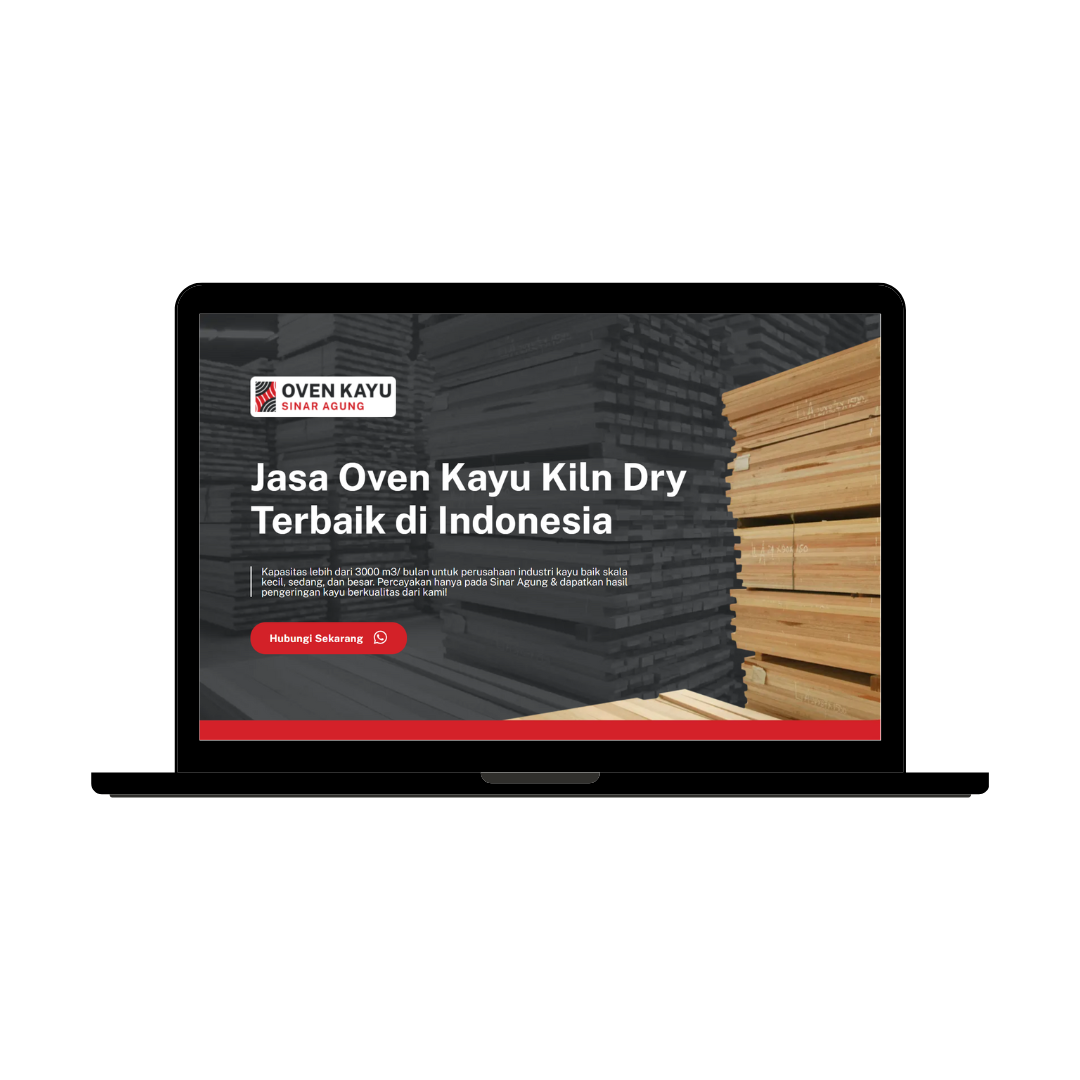 OVEN KAYU
SINAR AGUNG
Jasa Oven Kayu Kiln Dry
Terbaik di Indonesia
Kapasitas lebih dari 3000 m3/ bulan untuk perusahaan industri kayu baik skala
kecil, sedang, dan besar. Percayakan hanya pada Sinar Agung & dapatkan hasil
pengeringan kayu berkualitas dari kami!
Hubungi Sekarang